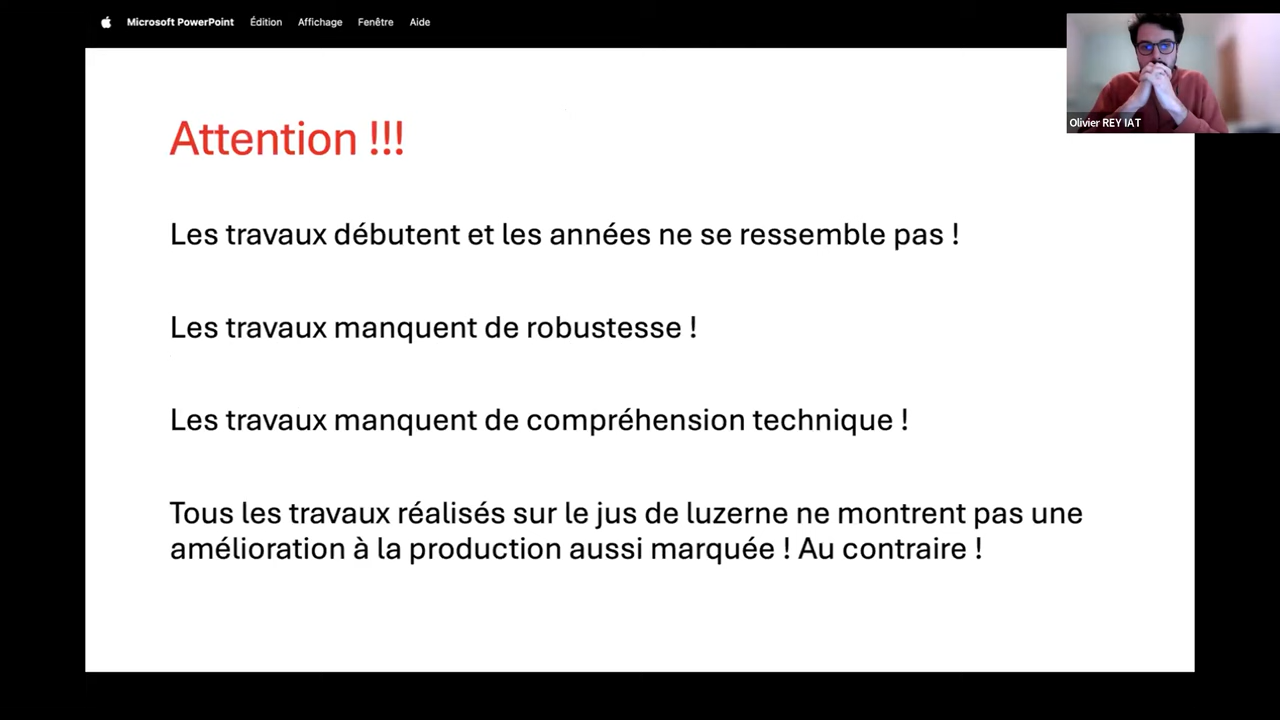 Microsoft PowerPoint Édition Affichage Fenêtre Aide
Olivier REY IAT
Attention !!!
Les travaux débutent et les années ne se ressemble pas !
Les travaux manquent de robustesse !
Les travaux manquent de compréhension technique !
Tous les travaux réalisés sur le jus de luzerne ne montrent pas une
amélioration à la production aussi marquée ! Au contraire !